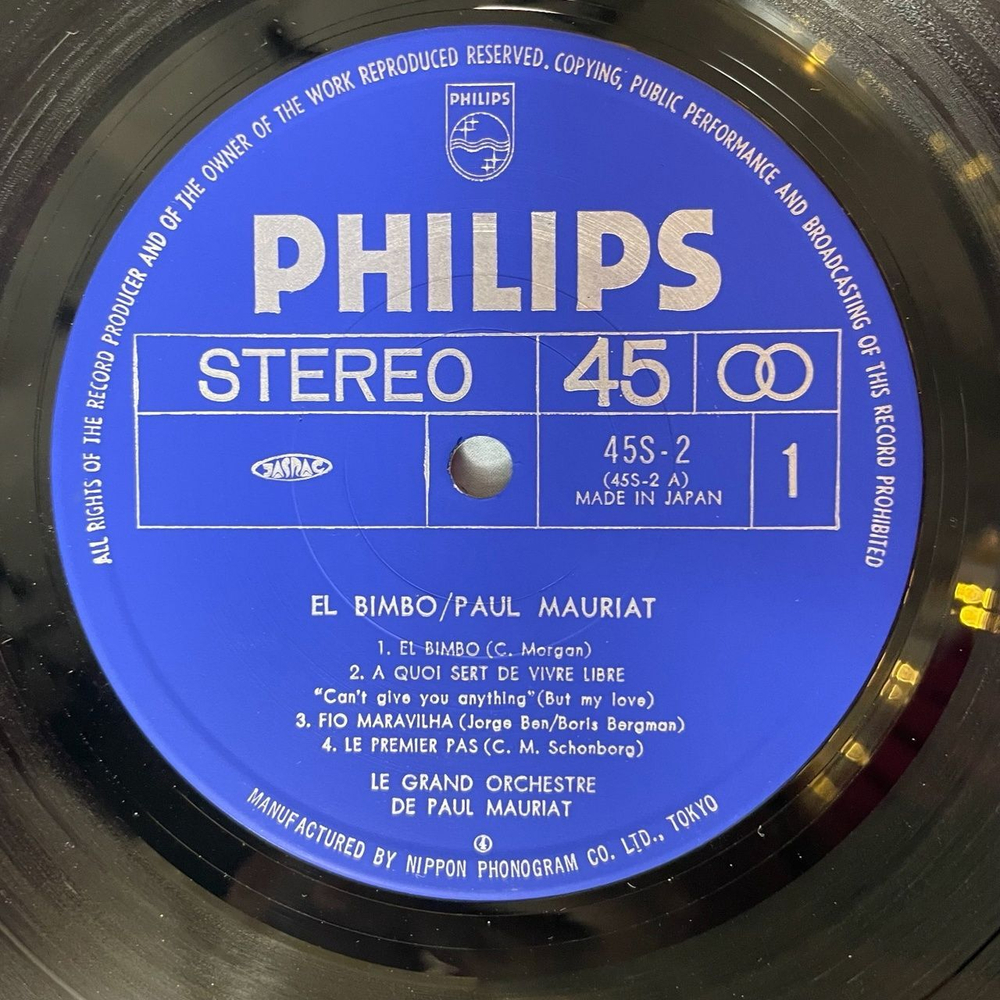 ALL RIGHTS OF THE RECORD PRODUCER AND OF THE OWNER OF THE WORK REPRODUCED RESERVED. COPYING, PUBLIC PERFORMANCE AND BROADCASTING OF THIS RECORD PROHIBITED
PHILIPS
PHILIPS
STEREO 45
JASRAC
45S-2
(45S-2 A)
MADE IN JAPAN
1
EL BIMBO/PAUL MAURIAT
1. EL BIMBO (C. Morgan)
2. A QUOI SERT DE VIVRE LIBRE
"Can't give you anything" (But my love)
3. FIO MARAVILHA (Jorge Ben/Boris Bergman)
4. LE PREMIER PAS (C. M. Schonborg)
LE GRAND ORCHESTRE
DE PAUL MAURIAT
④
MANUFACTURED BY NIPPON PHONOGRAM CO. LTD., TOKYO